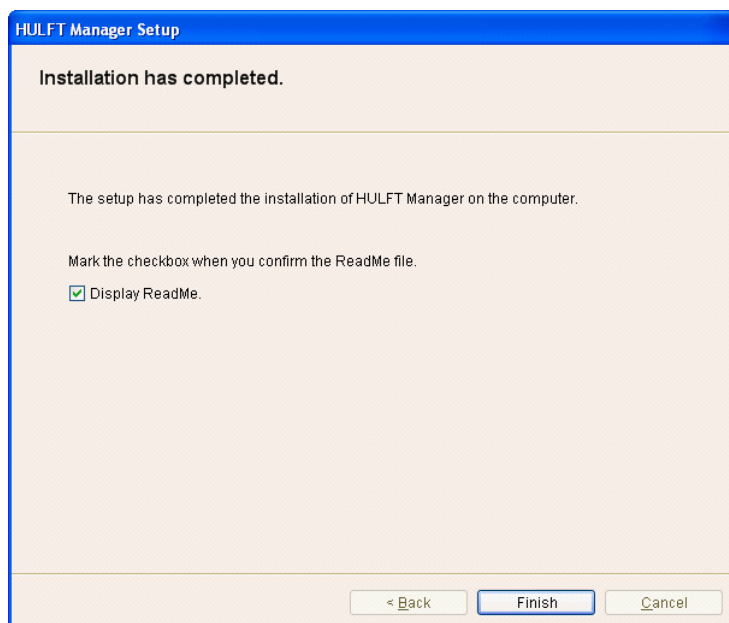 HULFT Manager Setup
Installation has completed.
The setup has completed the installation of HULFT Manager on the computer.
Mark the checkbox when you confirm the ReadMe file.
Display ReadMe.
< Back Finish Cancel